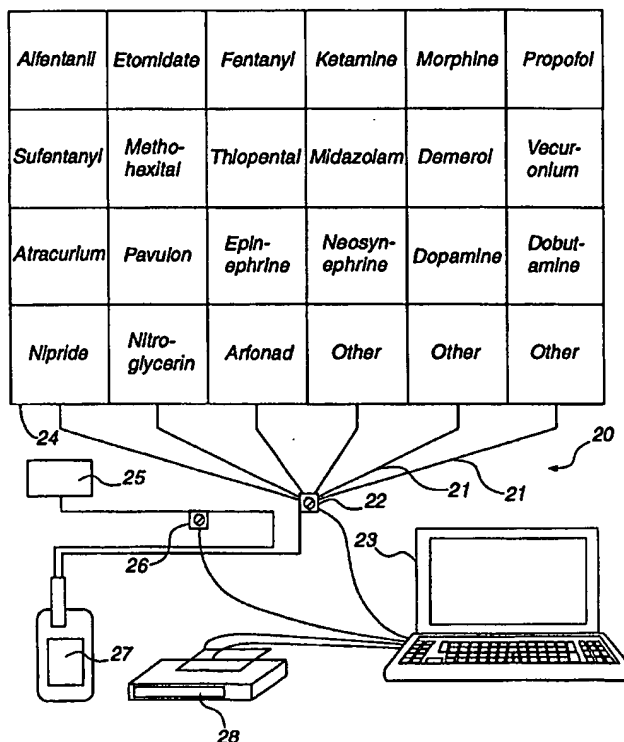 Alfentanil Etomidate Fentanyl Ketamine Morphine Propofol
Sufentanyl Metho-
hexital Thiopental Midazolam Demerol Vecur-
onium
Atracurium Pavulon Epin-
ephrine Neosyn-
ephrine Dopamine Dobut-
amine
Nipride Nitro-
glycerin Arfonad Other Other Other
24
20
25
22
21
21
26
23
27
28